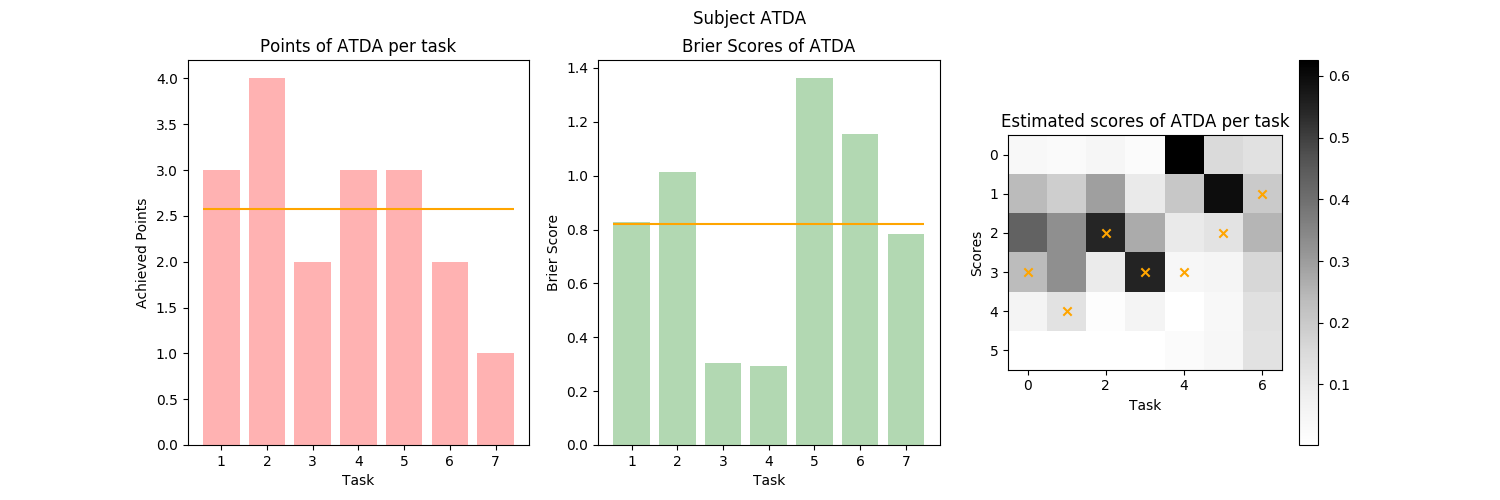 Subject ATDA
Points of ATDA per task
4.0
3.5
3.0
2.5
2.0
1.5
1.0
0.5
0.0
Achieved Points
1 2 3 4 5 6 7
Task
Brier Scores of ATDA
1.4
1.2
1.0
0.8
0.6
0.4
0.2
0.0
Brier Score
1 2 3 4 5 6 7
Task
Estimated scores of ATDA per task
0
1
2
3
4
5
Scores
0 2 4 6
Task
0.6
0.5
0.4
0.3
0.2
0.1